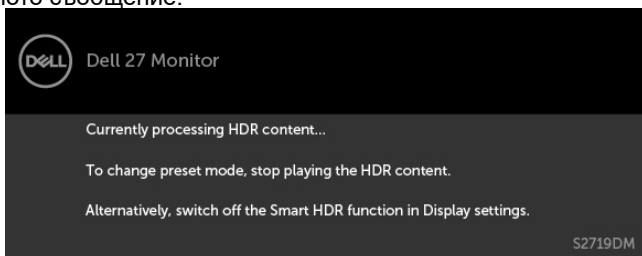 съобщение.
DELL
Dell 27 Monitor
Currently processing HDR content...
To change preset mode, stop playing the HDR content.
Alternatively, switch off the Smart HDR function in Display settings.
S2719DM